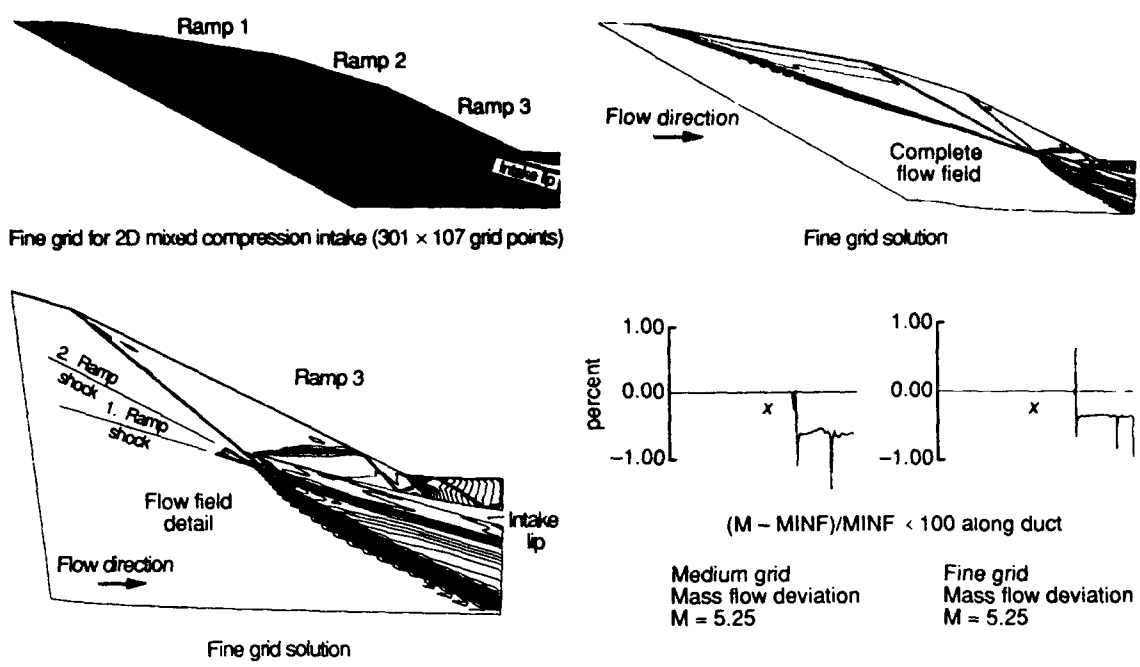 Ramp 1
Ramp 2
Ramp 3
Intake lip
Fine grid for 2D mixed compression intake (301 × 107 grid points)
Flow direction
Complete
flow field
Fine grid solution
2. Ramp
shock
1. Ramp
shock
Ramp 3
Flow field
detail
Intake
lip
Flow direction
Fine grid solution
percent
1.00
0.00
-1.00
x
1.00
0.00
-1.00
x
(M – MINF)/MINF < 100 along duct
Medium grid
Mass flow deviation
M = 5.25
Fine grid
Mass flow deviation
M = 5.25